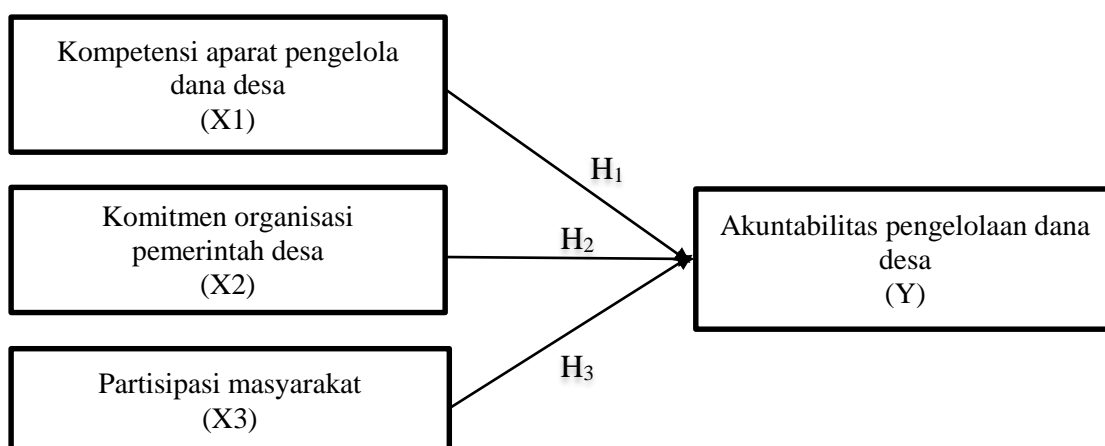 Kompetensi aparat pengelola
dana desa
(X1)
H1
Komitmen organisasi
pemerintah desa
(X2)
H2
Akuntabilitas pengelolaan dana
desa
(Y)
Partisipasi masyarakat
(X3)
H3